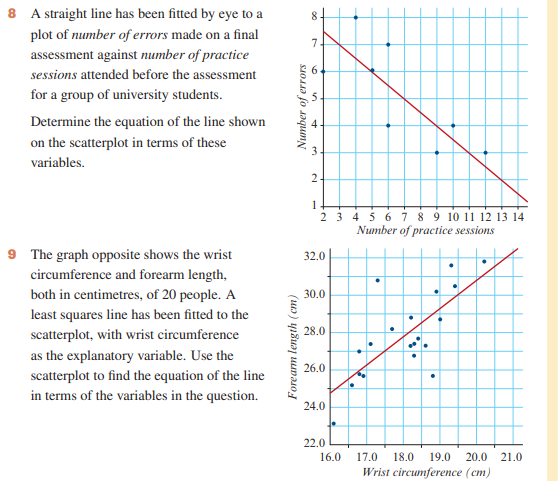 8 A straight line has been fitted by eye to a
plot of number of errors made on a final
assessment against number of practice
sessions attended before the assessment
for a group of university students.
Determine the equation of the line shown
on the scatterplot in terms of these
variables.
Number of errors
8
7
6
5
4
3
2
1
2 3 4 5 6 7 8 9 10 11 12 13 14
Number of practice sessions
9 The graph opposite shows the wrist
circumference and forearm length,
both in centimetres, of 20 people. A
least squares line has been fitted to the
scatterplot, with wrist circumference
as the explanatory variable. Use the
scatterplot to find the equation of the line
in terms of the variables in the question.
Forearm length (cm)
32.0
30.0
28.0
26.0
24.0
22.0
16.0 17.0 18.0 19.0 20.0 21.0
Wrist circumference (cm)